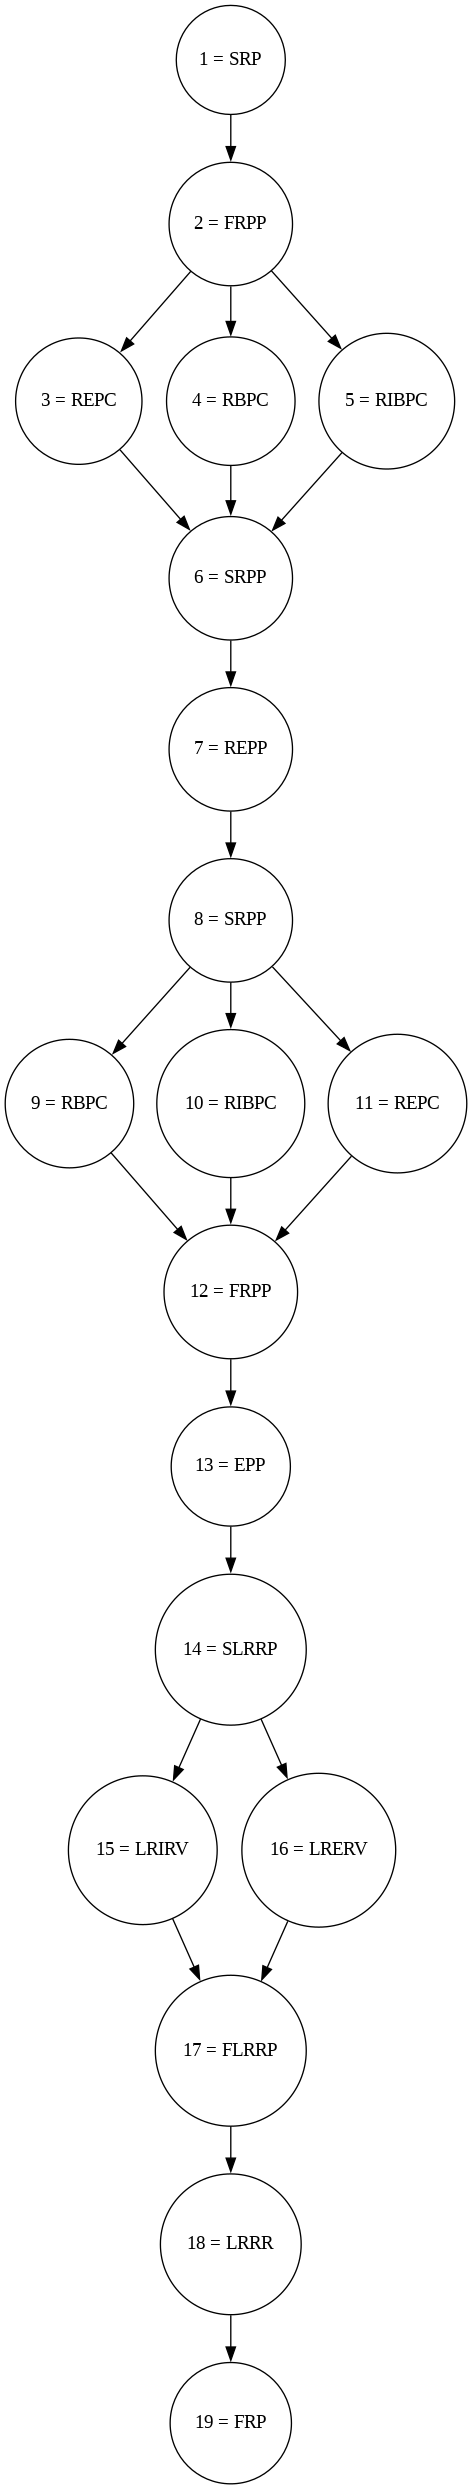 1 = SRP
2 = FRPP
3 = REPC
4 = RBPC
5 = RIBPC
6 = SRPP
7 = REPP
8 = SRPP
9 = RBPC
10 = RIBPC
11 = REPC
12 = FRPP
13 = EPP
14 = SLRRP
15 = LRIRV
16 = LRERV
17 = FLRRP
18 = LRRR
19 = FRP